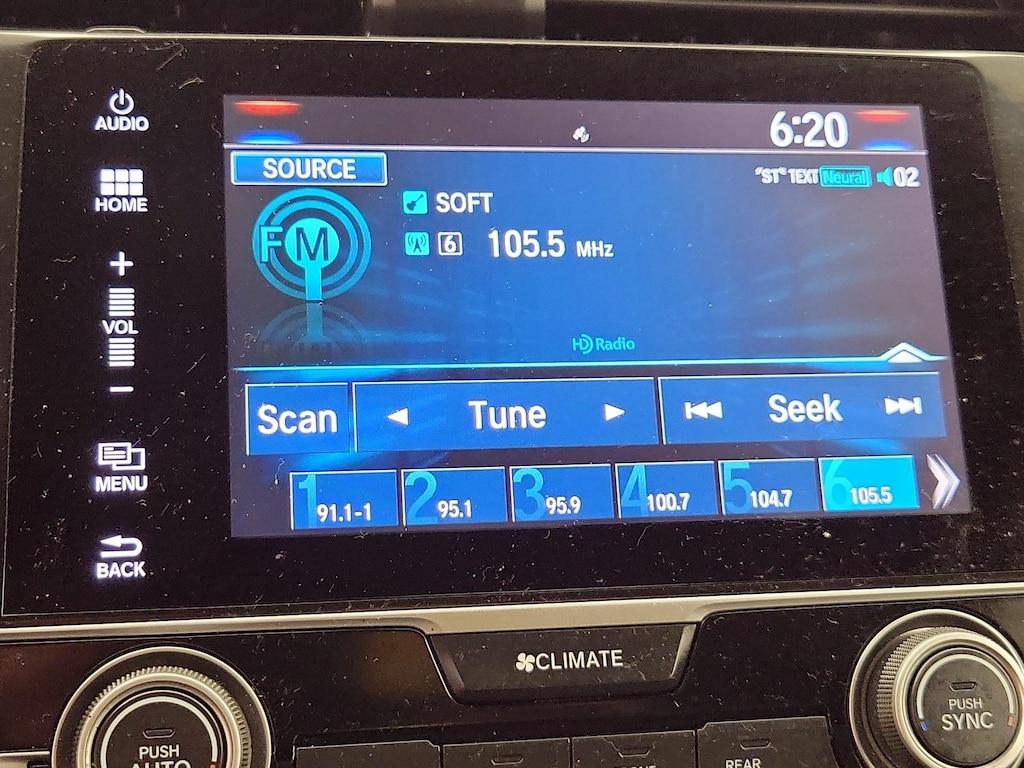 AUDIO
HOME
+
VOL
−
MENU
BACK
6:20
SOURCE
"ST" TEXT Neural 02
FM
SOFT
6 105.5 MHz
HD Radio
Scan
Tune
Seek
1 91.1-1
2 95.1
3 95.9
4 100.7
5 104.7
6 105.5
CLIMATE
PUSH
AUTO
REAR
PUSH
SYNC